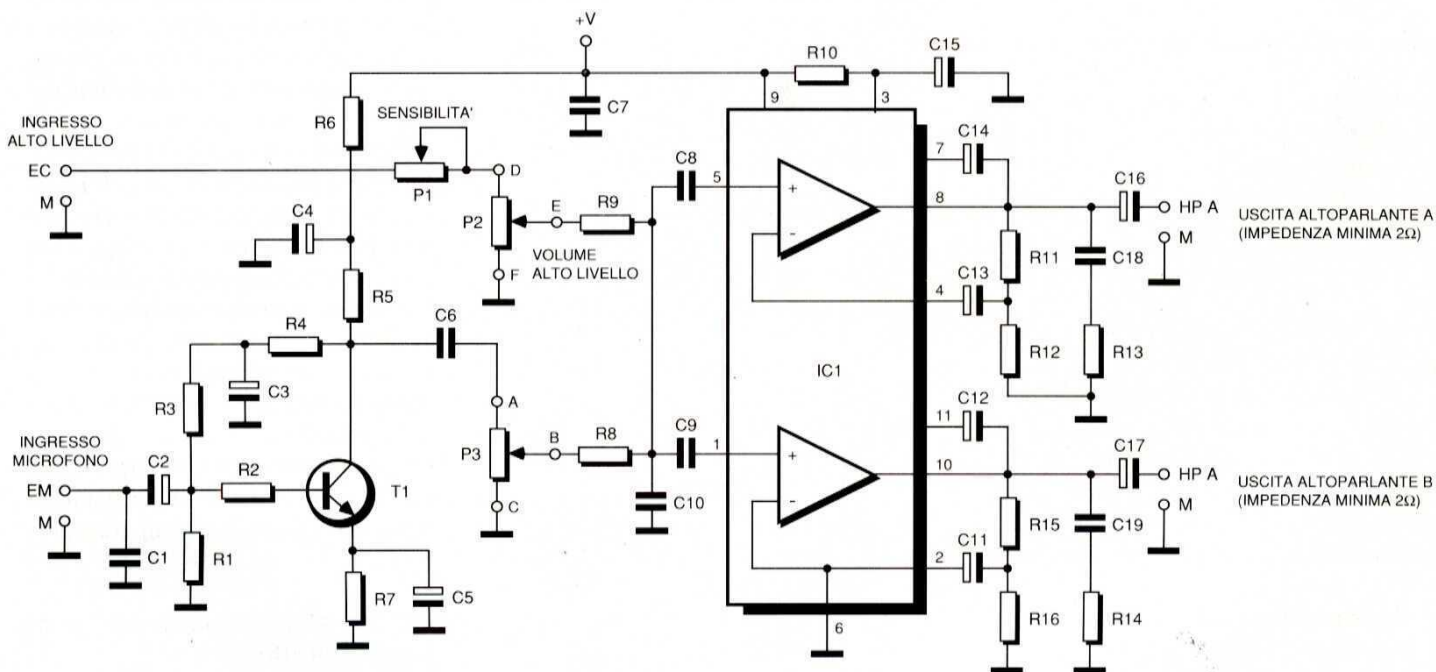 +V
R10
C15
9
3
C7
R6
SENSIBILITA'
INGRESSO
ALTO LIVELLO
EC
P1
D
M
C8
5
+
7
C14
C4
P2
E
R9
8
C16
HP A
USCITA ALTOPARLANTE A
(IMPEDENZA MINIMA 2Ω)
VOLUME
ALTO LIVELLO
F
-
R11
C18
M
R5
C6
4
C13
R4
R12
R13
IC1
C3
R3
A
C9
11
C12
INGRESSO
MICROFONO
C2
R2
P3
B
R8
1
+
C17
EM
T1
10
HP A
USCITA ALTOPARLANTE B
(IMPEDENZA MINIMA 2Ω)
M
C1
R1
C
C10
-
R15
C19
M
C11
2
R7
C5
6
R16
R14